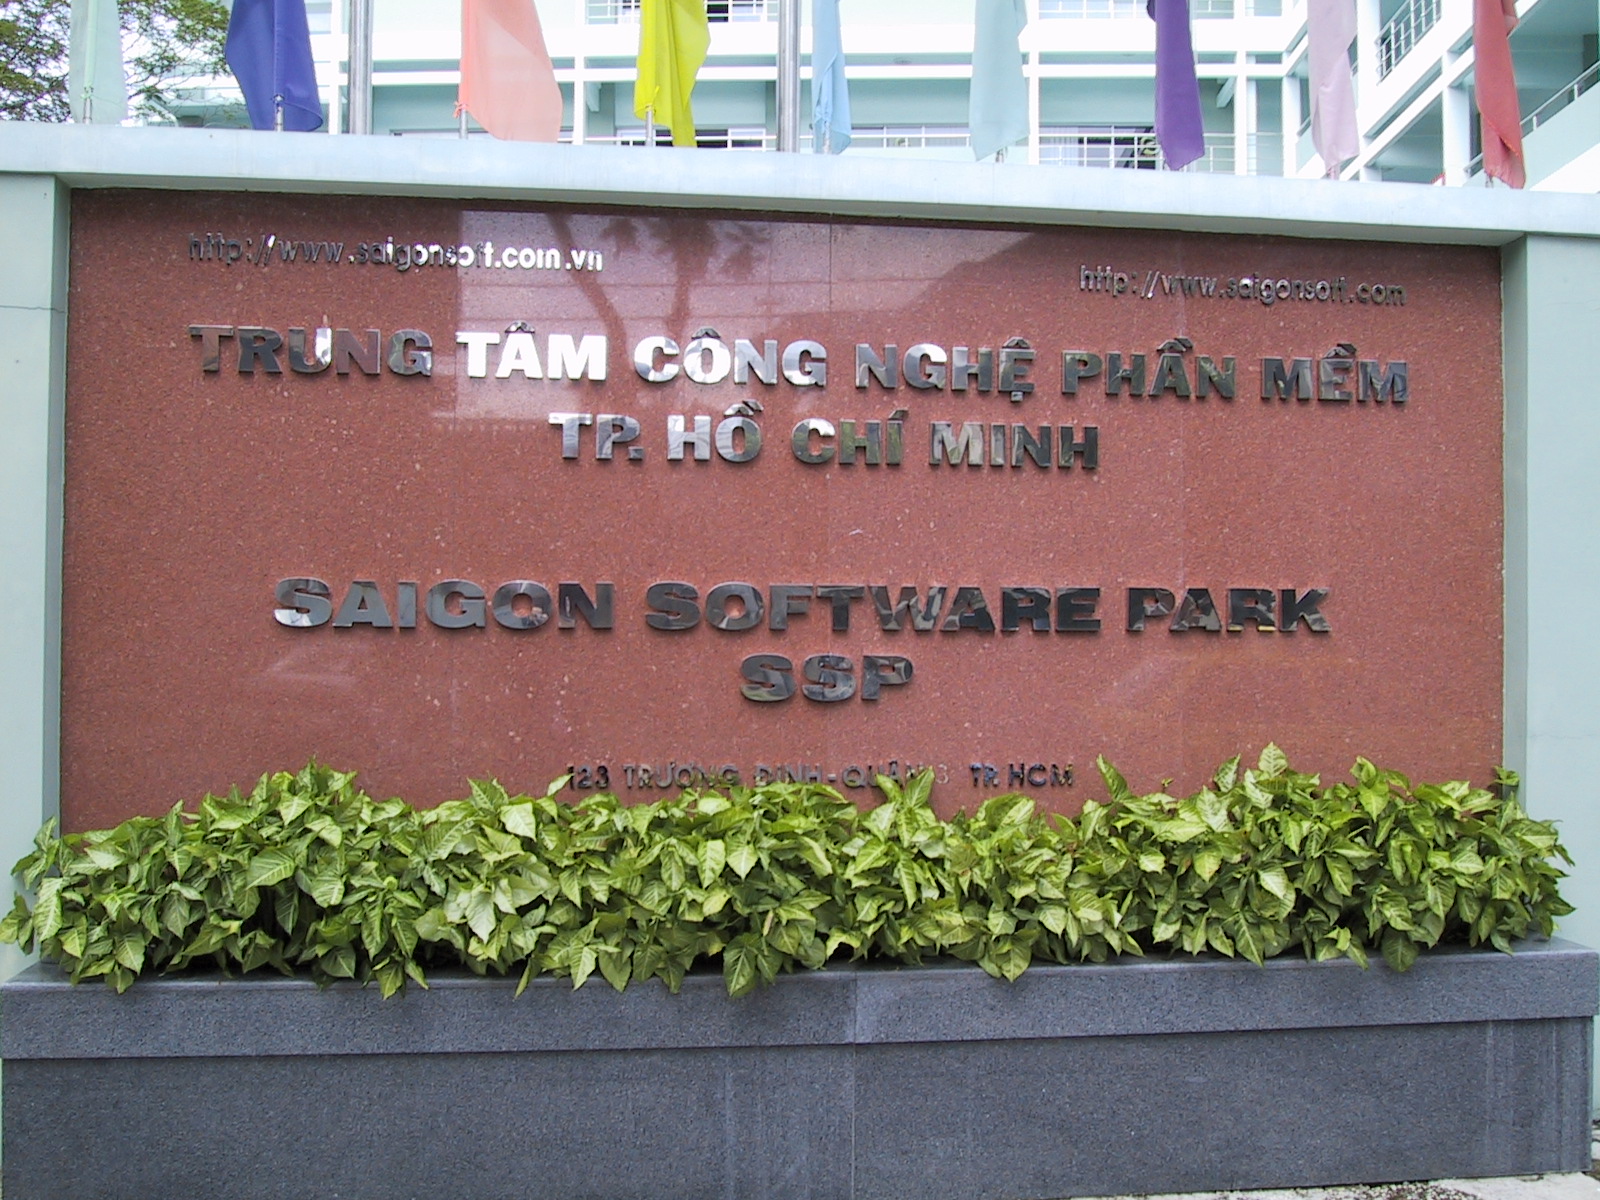 http://www.saigonsoft.com.vn
http://www.saigonsoft.com
TRUNG TÂM CÔNG NGHỆ PHẦN MỀM
TP. HỒ CHÍ MINH
SAIGON SOFTWARE PARK
SSP
123 TRƯƠNG ĐỊNH-QUẬN 3 TP. HCM